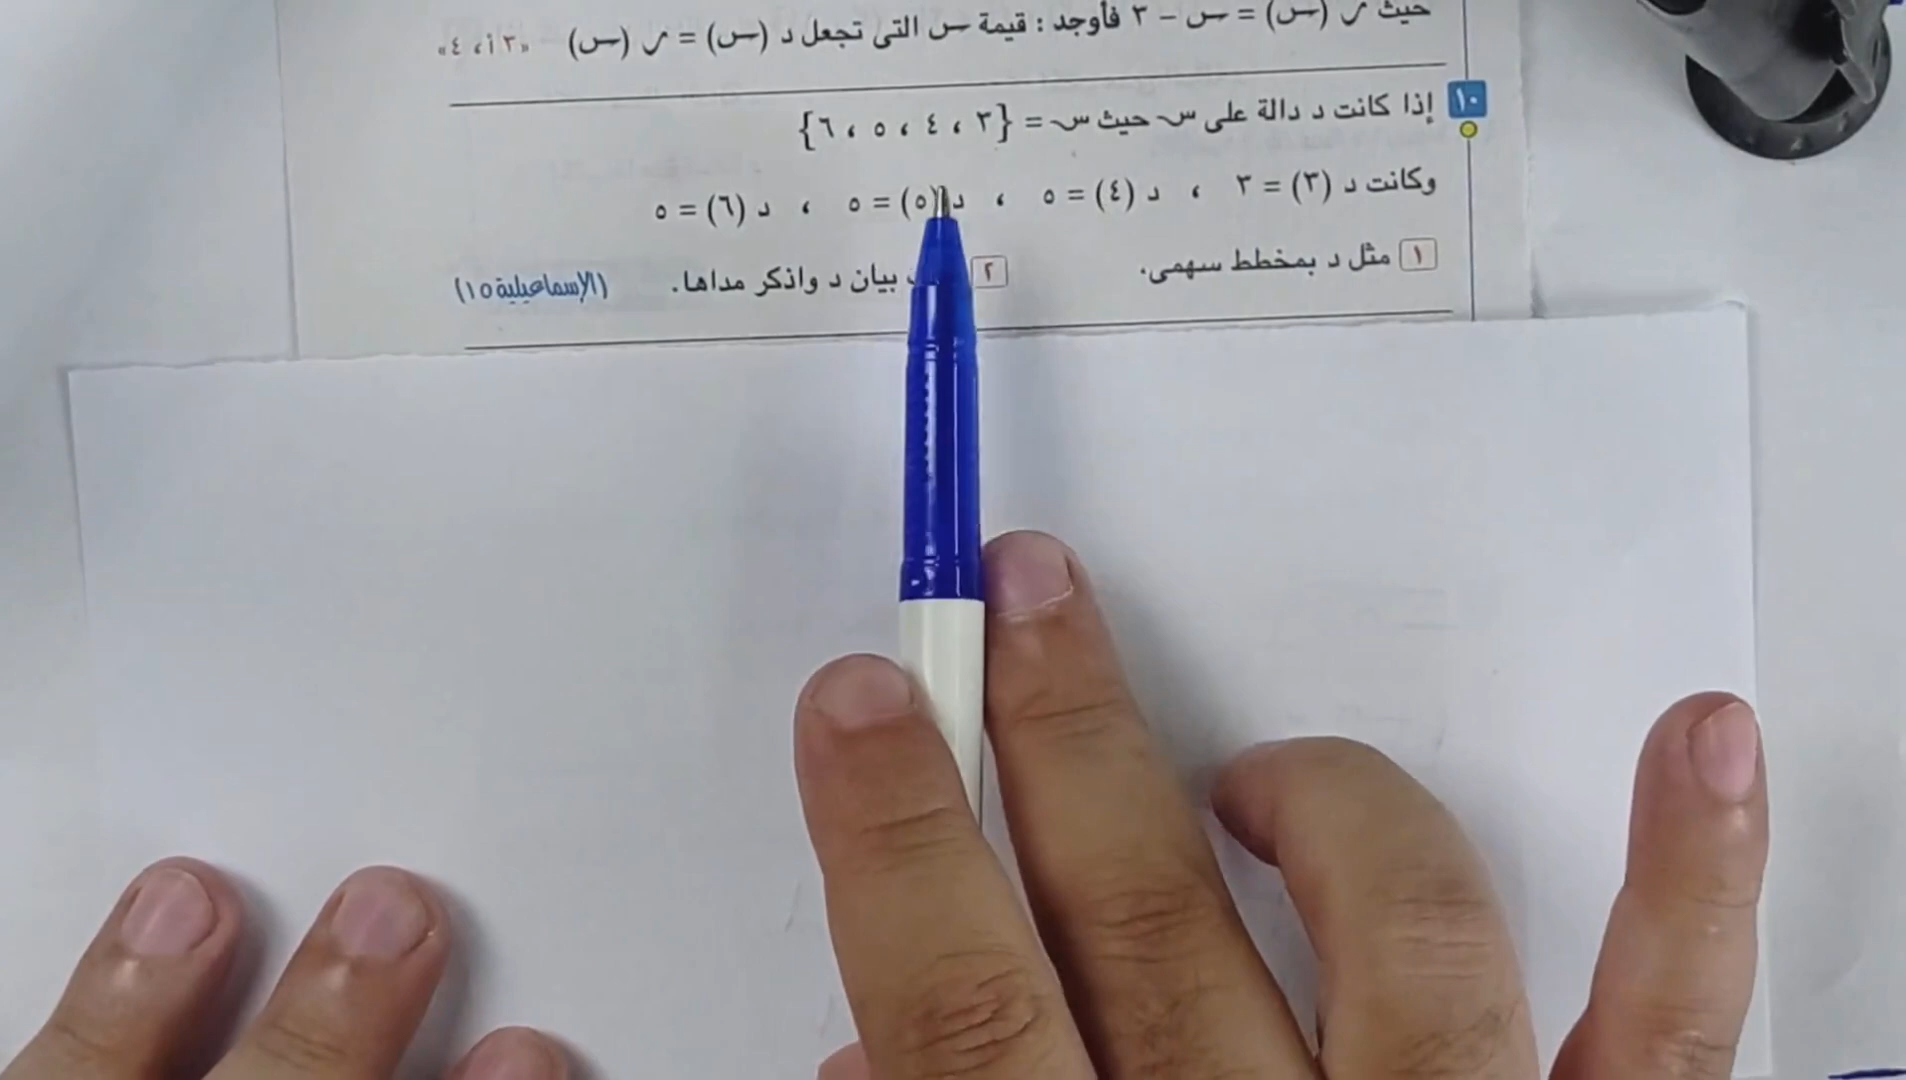 حيث ر (س) = س − ٣ فأوجد : قيمة س التى تجعل د (س) = ر (س) «٣ أ، ٤»
١٠ إذا كانت د دالة على س حيث س = {٣ ، ٤ ، ٥ ، ٦}
وكانت د (٣) = ٣ ، د (٤) = ٥ ، د (٥) = ٥ ، د (٦) = ٥
١ مثل د بمخطط سهمى. ٢ بيان د واذكر مداها. (الإسماعيلية ١٥)